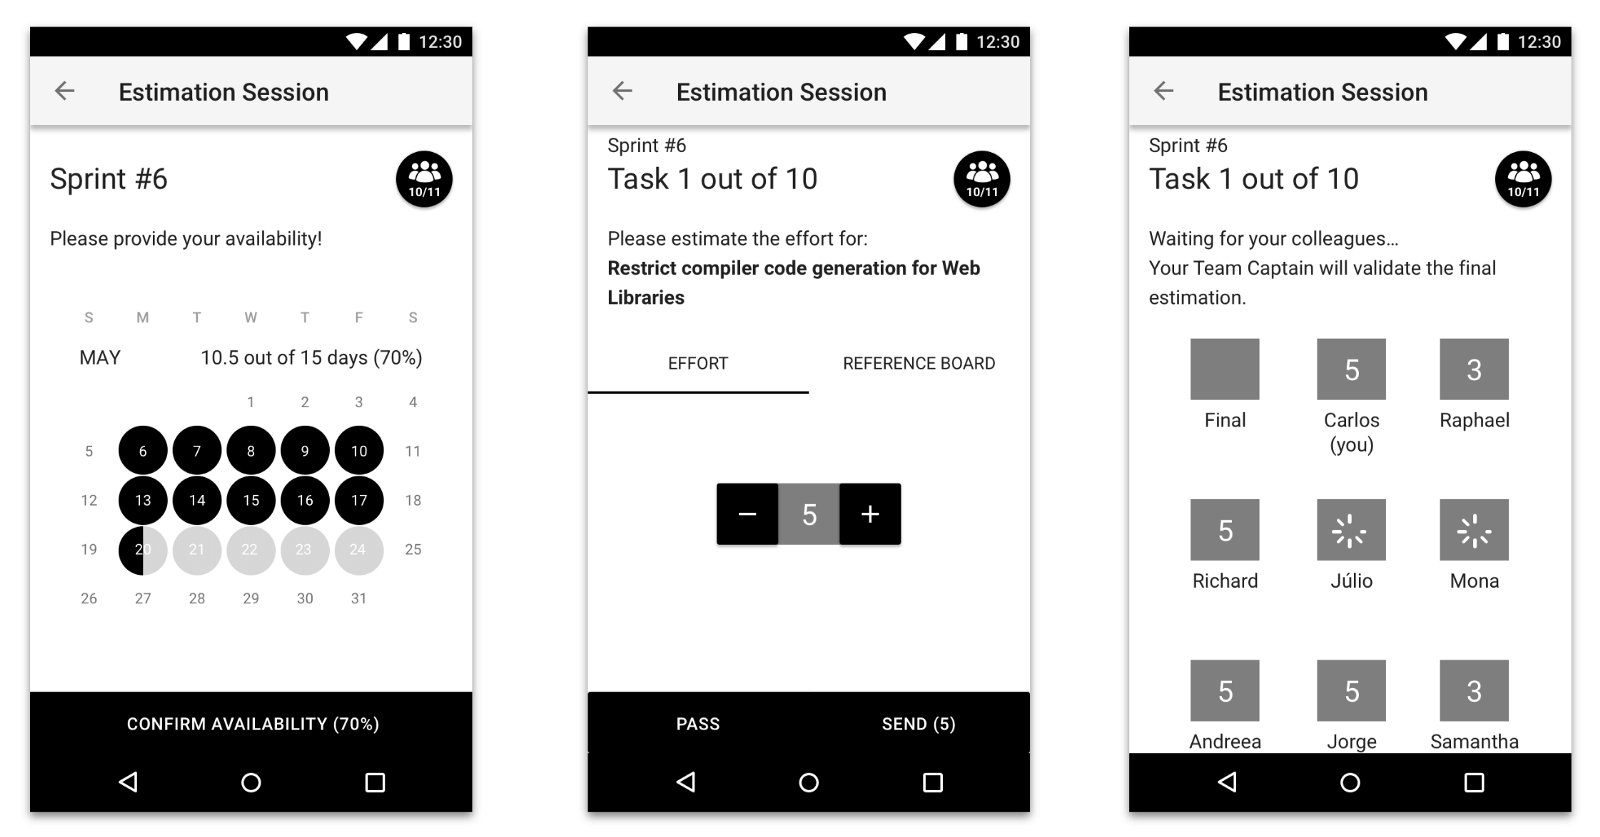 12:30
Estimation Session
Sprint #6
10/11
Please provide your availability!
S M T W T F S
MAY 10.5 out of 15 days (70%)
1 2 3 4
5 6 7 8 9 10 11
12 13 14 15 16 17 18
19 20 21 22 23 24 25
26 27 28 29 30 31
CONFIRM AVAILABILITY (70%)
12:30
Estimation Session
Sprint #6
Task 1 out of 10
10/11
Please estimate the effort for:
Restrict compiler code generation for Web
Libraries
EFFORT REFERENCE BOARD
− 5 +
PASS SEND (5)
12:30
Estimation Session
Sprint #6
Task 1 out of 10
10/11
Waiting for your colleagues...
Your Team Captain will validate the final
estimation.
5 3
Final Carlos Raphael
(you)
5
Richard Júlio Mona
5 5 3
Andreea Jorge Samantha